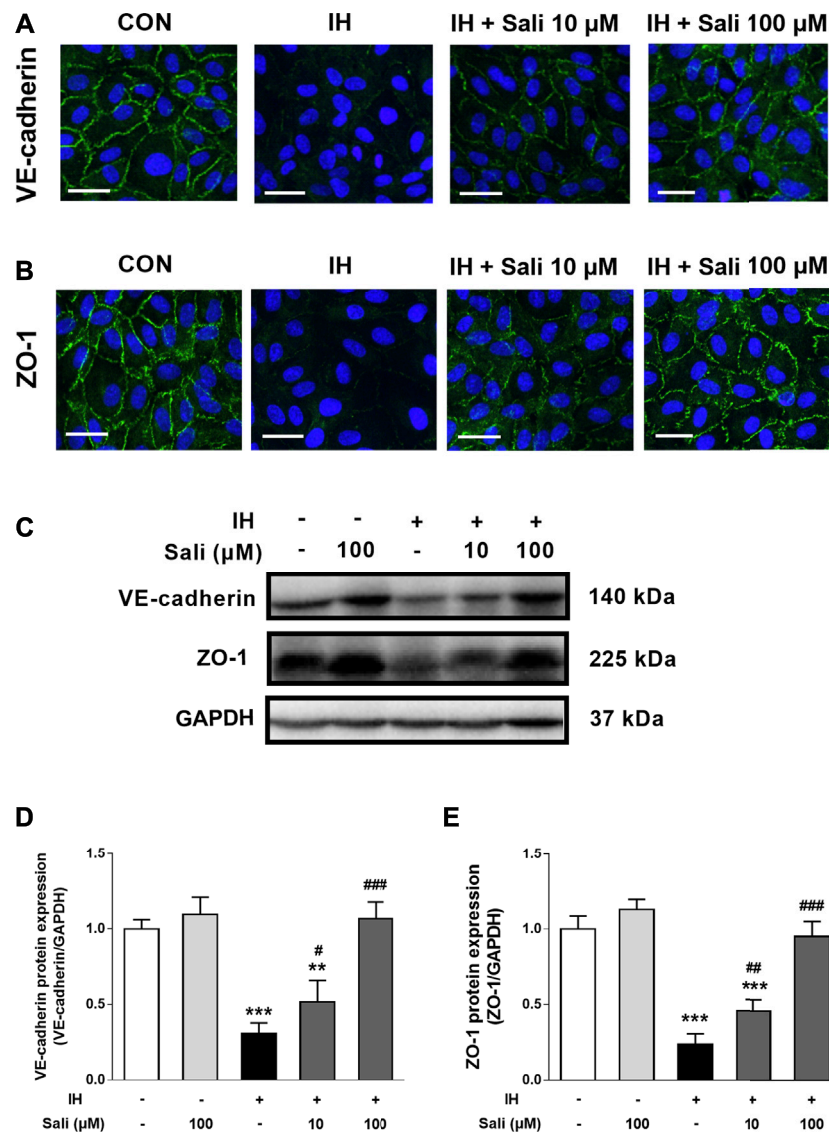 A
CON IH IH + Sali 10 µM IH + Sali 100 µM
VE-cadherin
B
CON IH IH + Sali 10 µM IH + Sali 100 µM
ZO-1
C
IH - - + + +
Sali (µM) - 100 - 10 100
VE-cadherin 140 kDa
ZO-1 225 kDa
GAPDH 37 kDa
D
VE-cadherin protein expression
(VE-cadherin/GAPDH)
1.5
1.0
0.5
0.0
***
#
**
###
IH - - + + +
Sali (µM) - 100 - 10 100
E
ZO-1 protein expression
(ZO-1/GAPDH)
1.5
1.0
0.5
0.0
***
##
***
###
IH - - + + +
Sali (µM) - 100 - 10 100